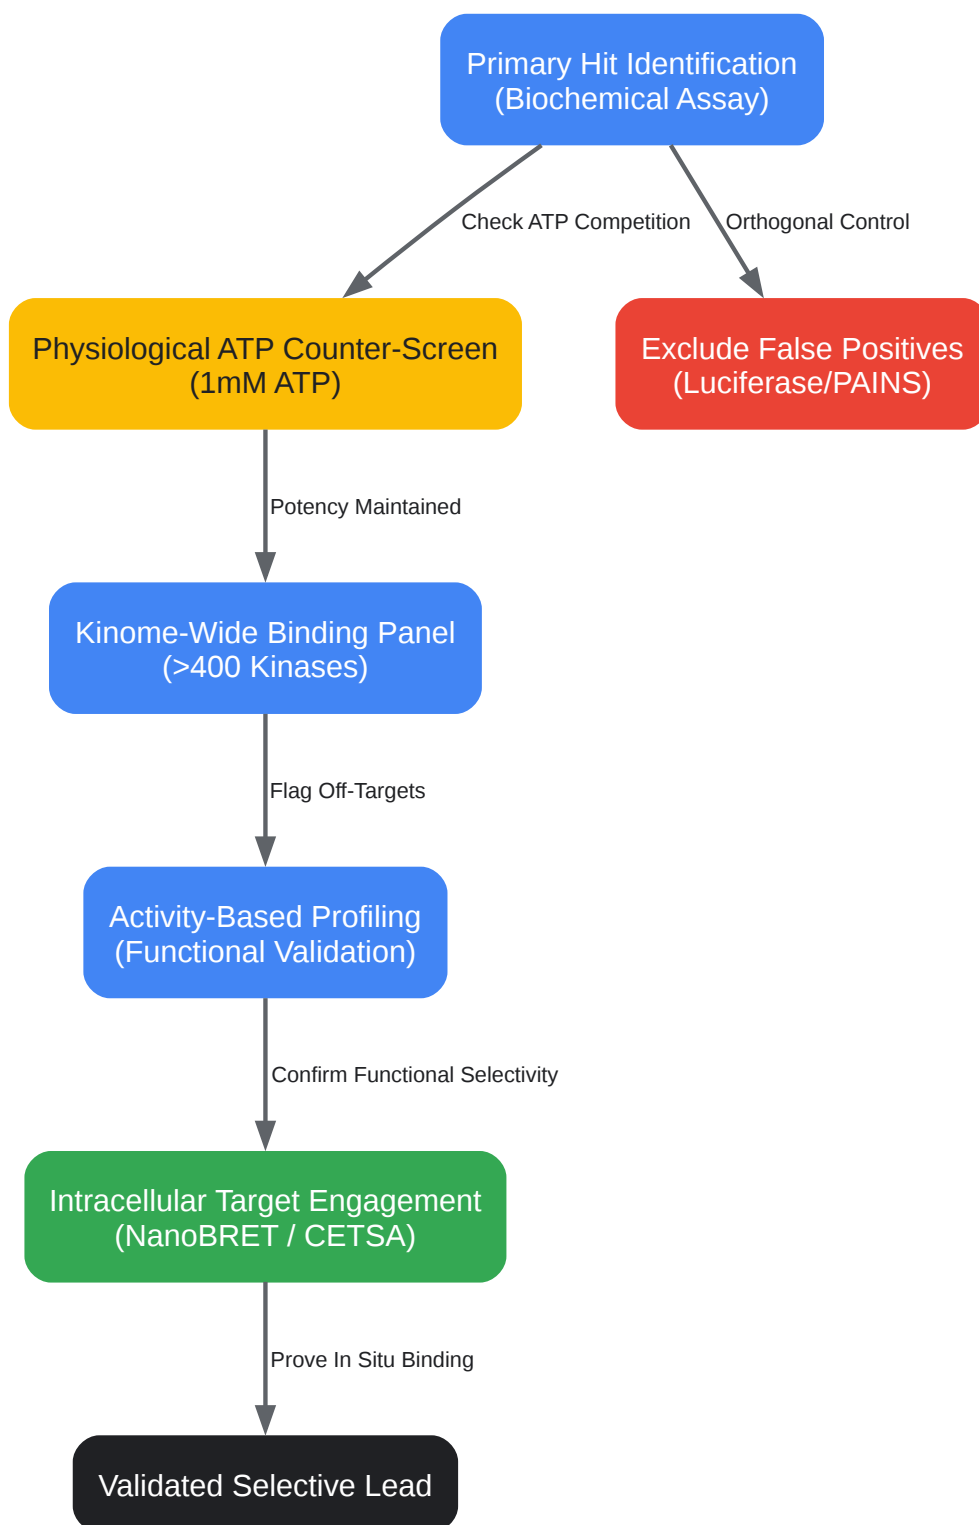 Primary Hit Identification
(Biochemical Assay)
Check ATP Competition
Orthogonal Control
Physiological ATP Counter-Screen
(1mM ATP)
Exclude False Positives
(Luciferase/PAINS)
Potency Maintained
Kinome-Wide Binding Panel
(>400 Kinases)
Flag Off-Targets
Activity-Based Profiling
(Functional Validation)
Confirm Functional Selectivity
Intracellular Target Engagement
(NanoBRET / CETSA)
Prove In Situ Binding
Validated Selective Lead